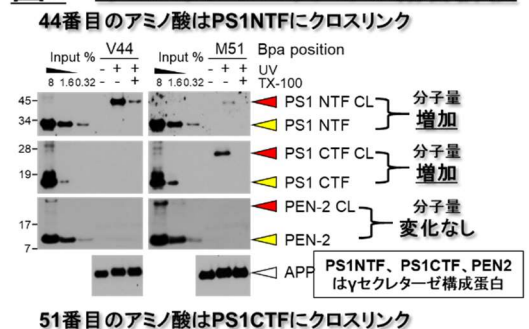 44番目のアミノ酸はPS1NTFにクロスリンク
Input % V44 Input % M51 Bpa position
- + + - + + UV
8 1.6 0.32 - - + 8 1.6 0.32 - - + TX-100
45- PS1 NTF CL 分子量
34- PS1 NTF 増加
28- PS1 CTF CL 分子量
19- PS1 CTF 増加
PEN-2 CL 分子量
17- 変化なし
7- PEN-2
APP PS1NTF、PS1CTF、PEN2
はγセクレターゼ構成蛋白
51番目のアミノ酸はPS1CTFにクロスリンク